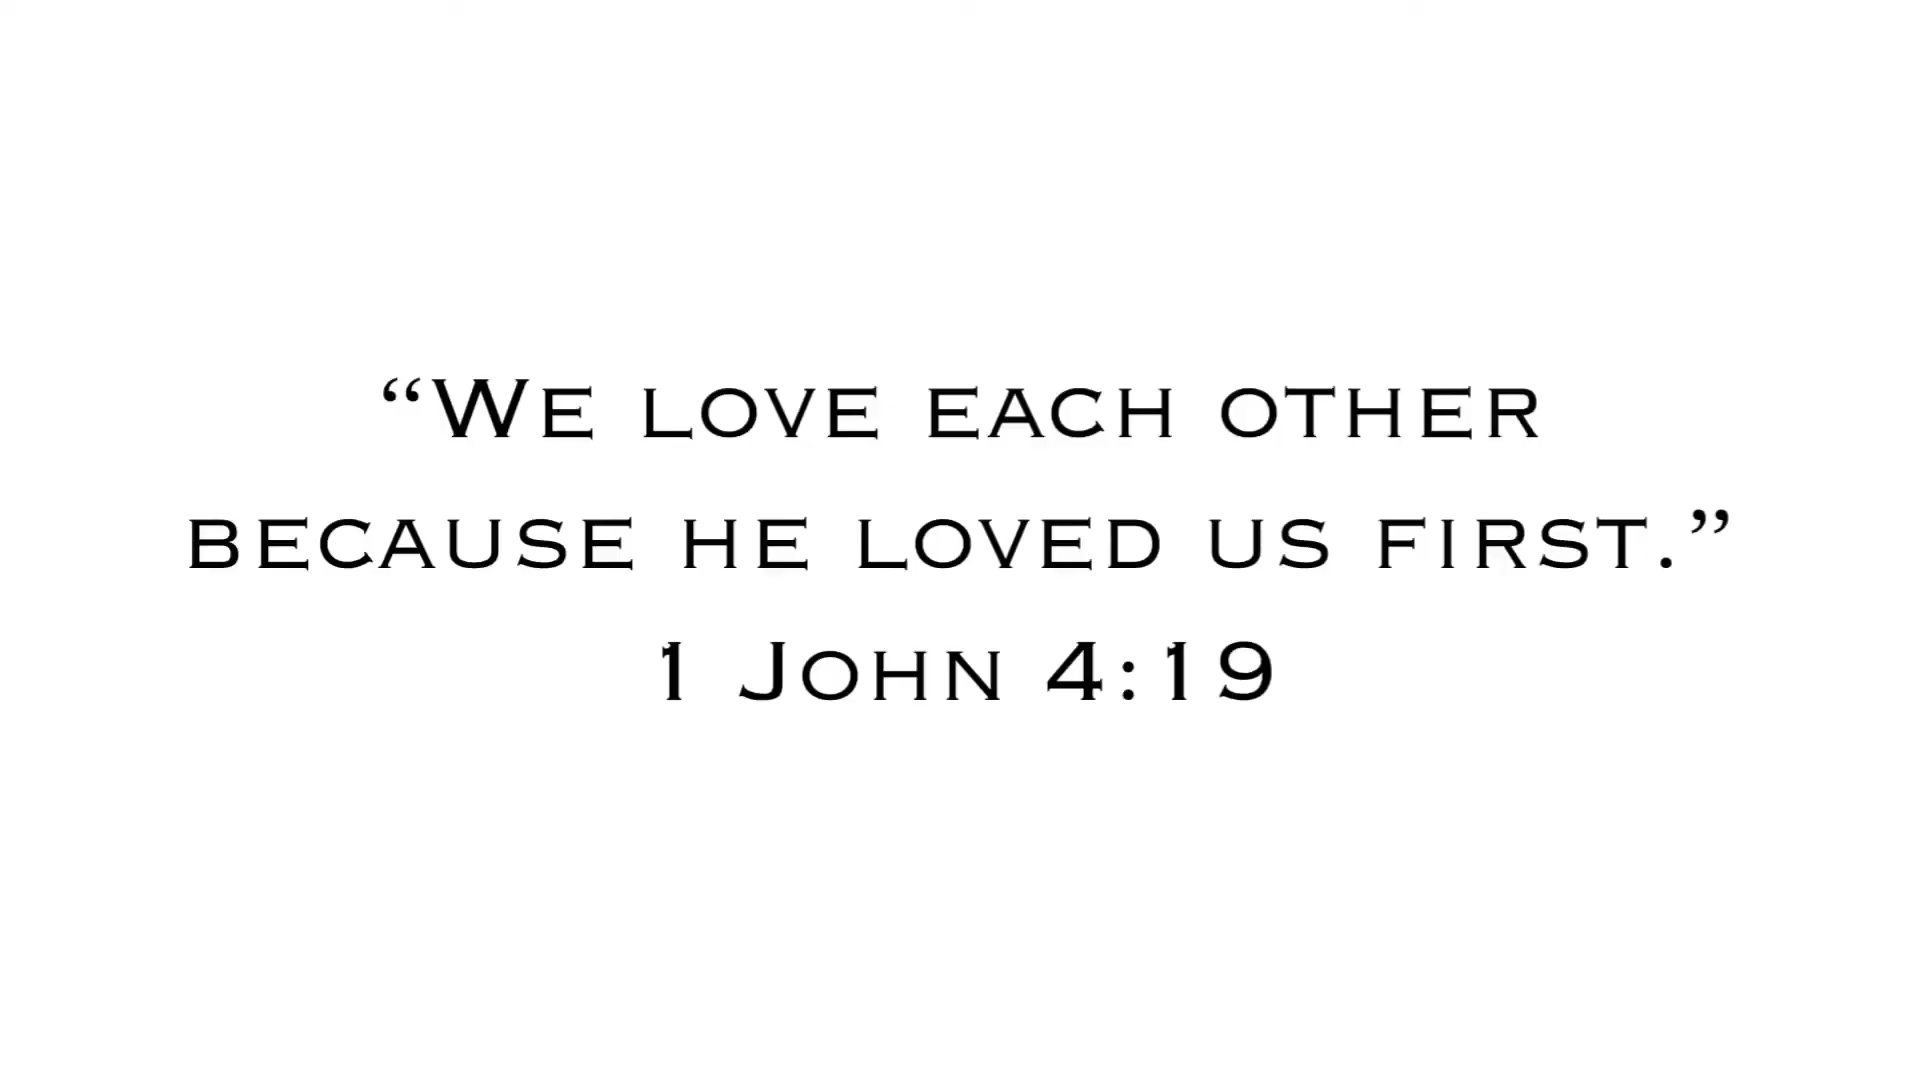 “We love each other
because he loved us first.”
1 John 4:19